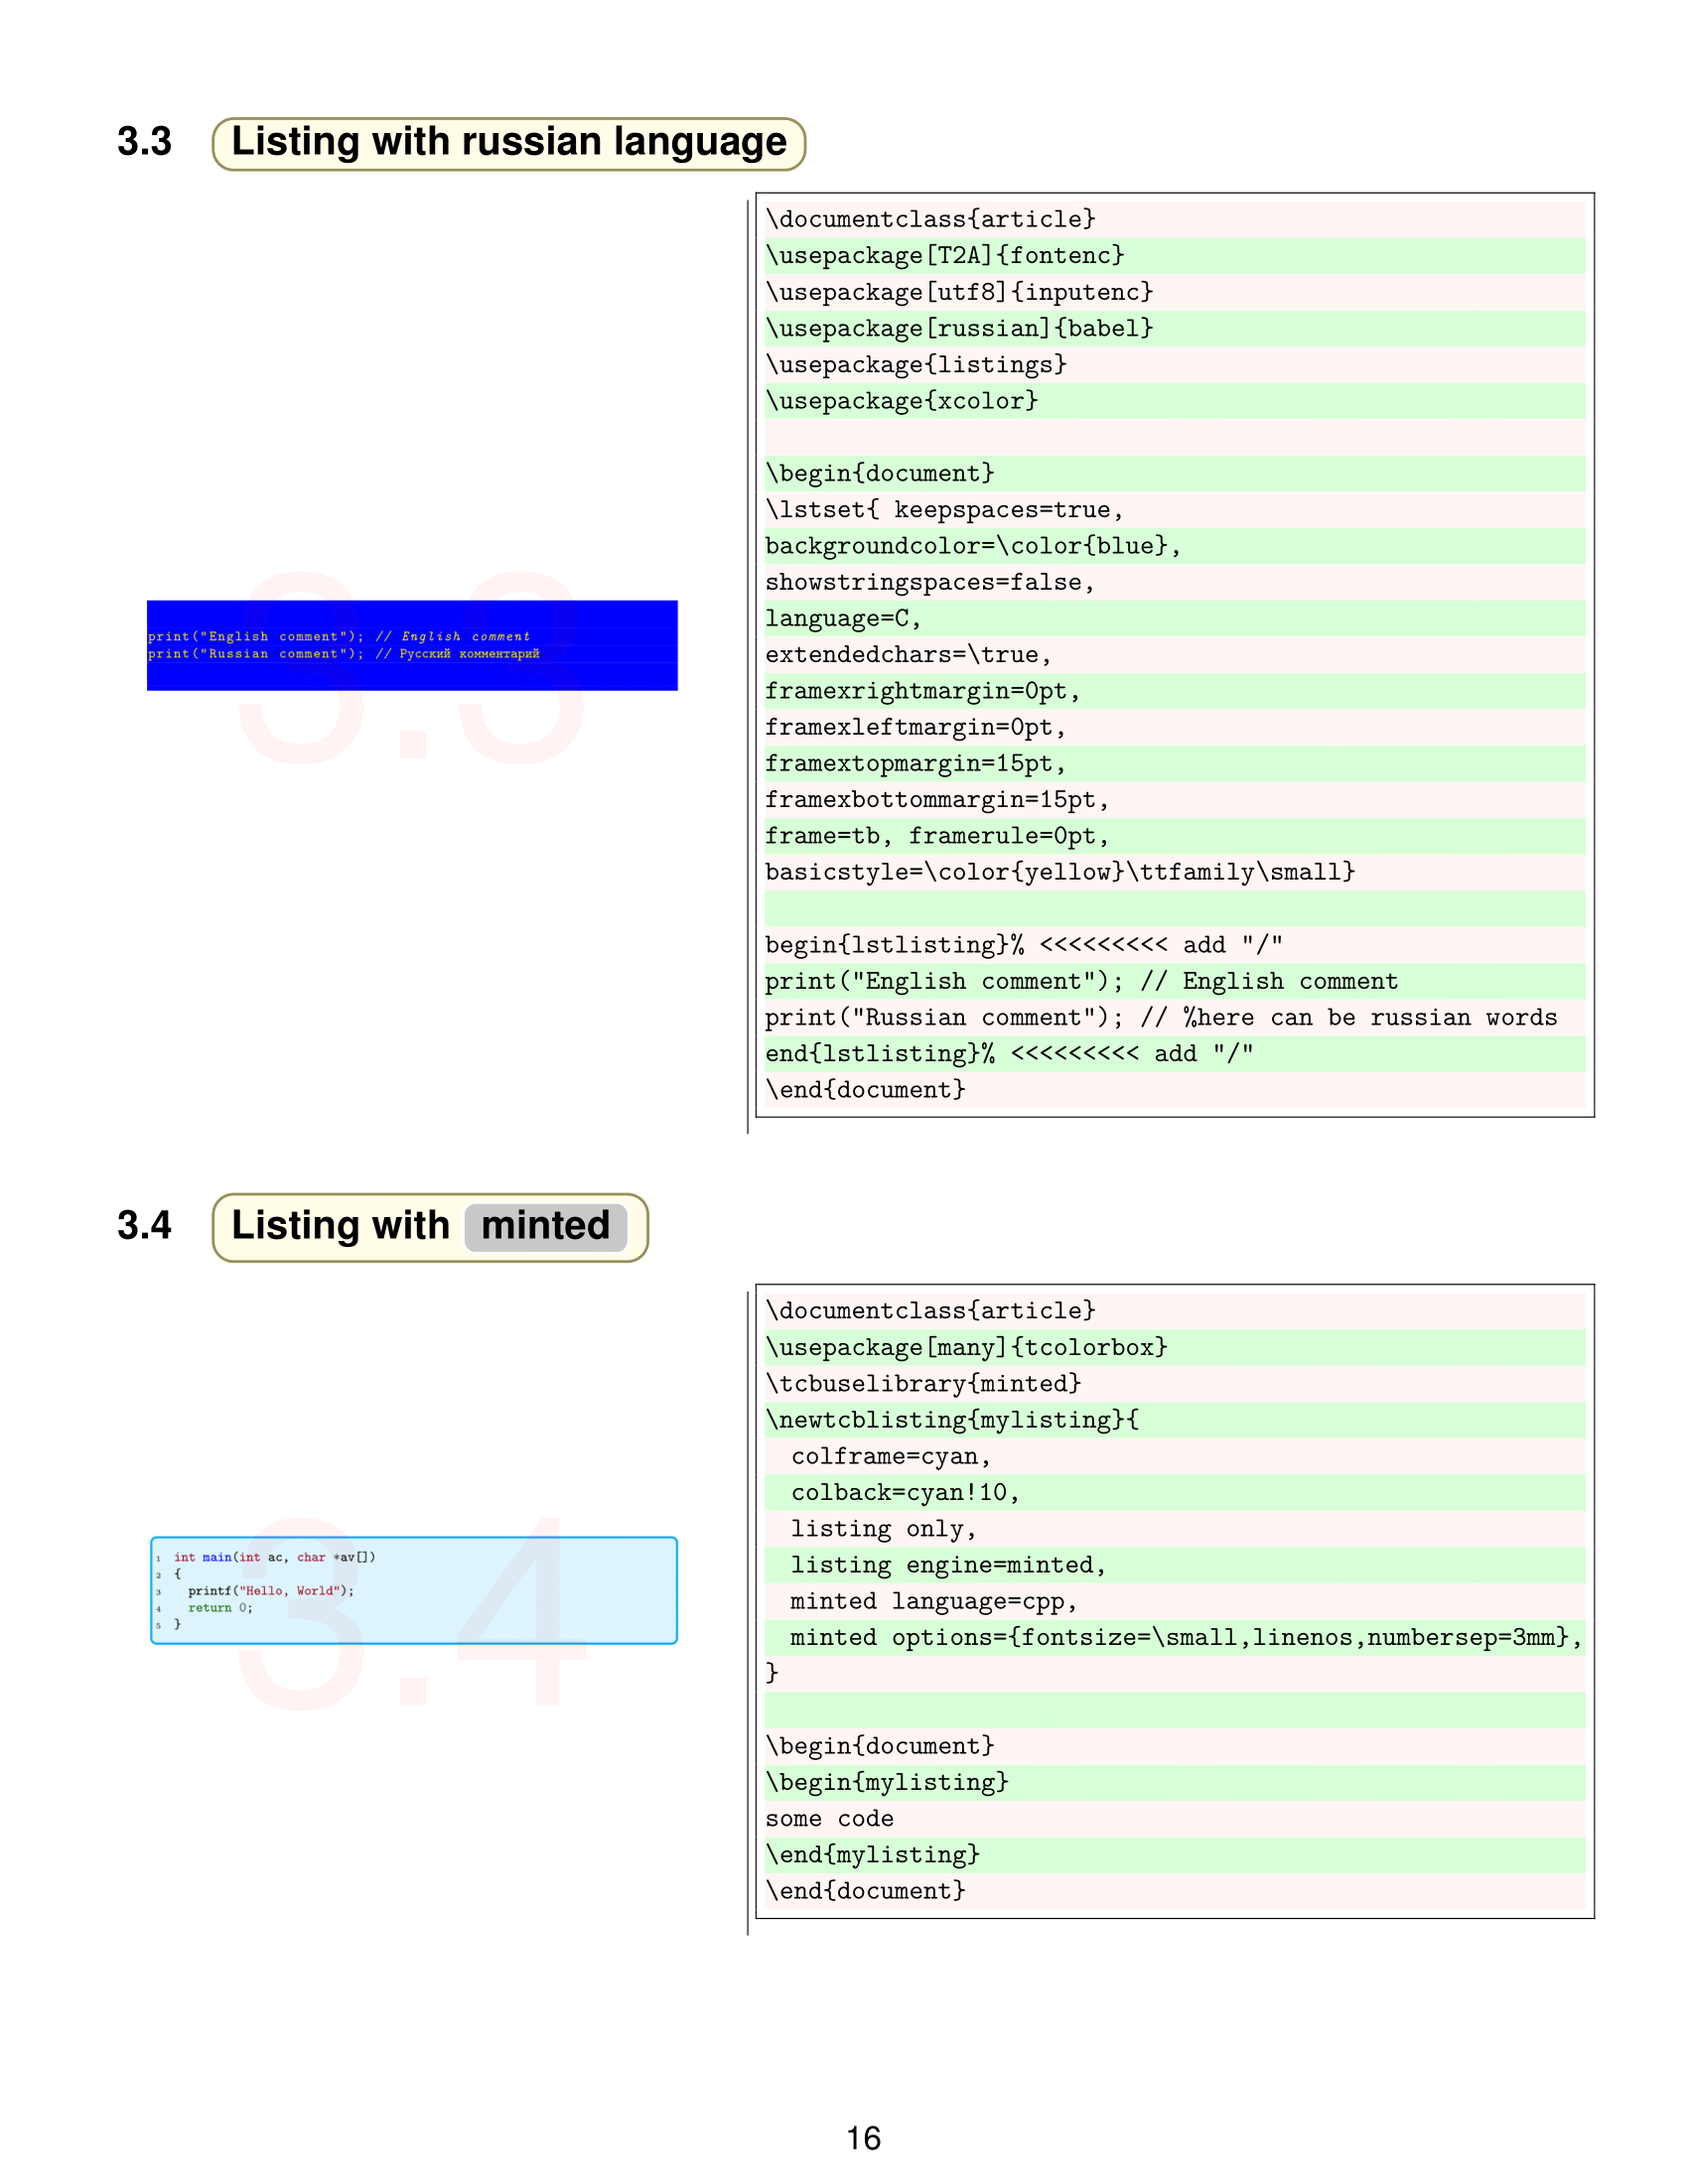 3.3 Listing with russian language
print("English comment"); // English comment
print("Russian comment"); // Русский комментарий
3.3
\documentclass{article}
\usepackage[T2A]{fontenc}
\usepackage[utf8]{inputenc}
\usepackage[russian]{babel}
\usepackage{listings}
\usepackage{xcolor}
\begin{document}
\lstset{ keepspaces=true,
backgroundcolor=\color{blue},
showstringspaces=false,
language=C,
extendedchars=\true,
framexrightmargin=0pt,
framexleftmargin=0pt,
framextopmargin=15pt,
framexbottommargin=15pt,
frame=tb, framerule=0pt,
basicstyle=\color{yellow}\ttfamily\small}
begin{lstlisting}% <<<<<<<<< add "/"
print("English comment"); // English comment
print("Russian comment"); // %here can be russian words
end{lstlisting}% <<<<<<<<< add "/"
\end{document}
3.4 Listing with minted
1 int main(int ac, char *av[])
2 {
3 printf("Hello, World");
4 return 0;
5 }
3.4
\documentclass{article}
\usepackage[many]{tcolorbox}
\tcbuselibrary{minted}
\newtcblisting{mylisting}{
colframe=cyan,
colback=cyan!10,
listing only,
listing engine=minted,
minted language=cpp,
minted options={fontsize=\small,linenos,numbersep=3mm},
}
\begin{document}
\begin{mylisting}
some code
\end{mylisting}
\end{document}
16